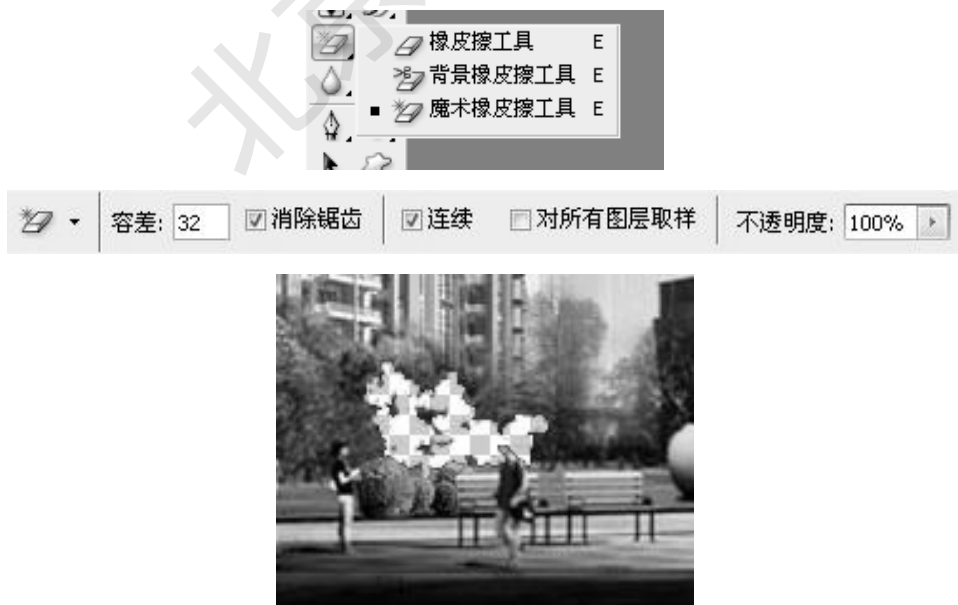 北京
橡皮擦工具 E
背景橡皮擦工具 E
魔术橡皮擦工具 E
容差: 32 消除锯齿 连续 对所有图层取样 不透明度: 100%